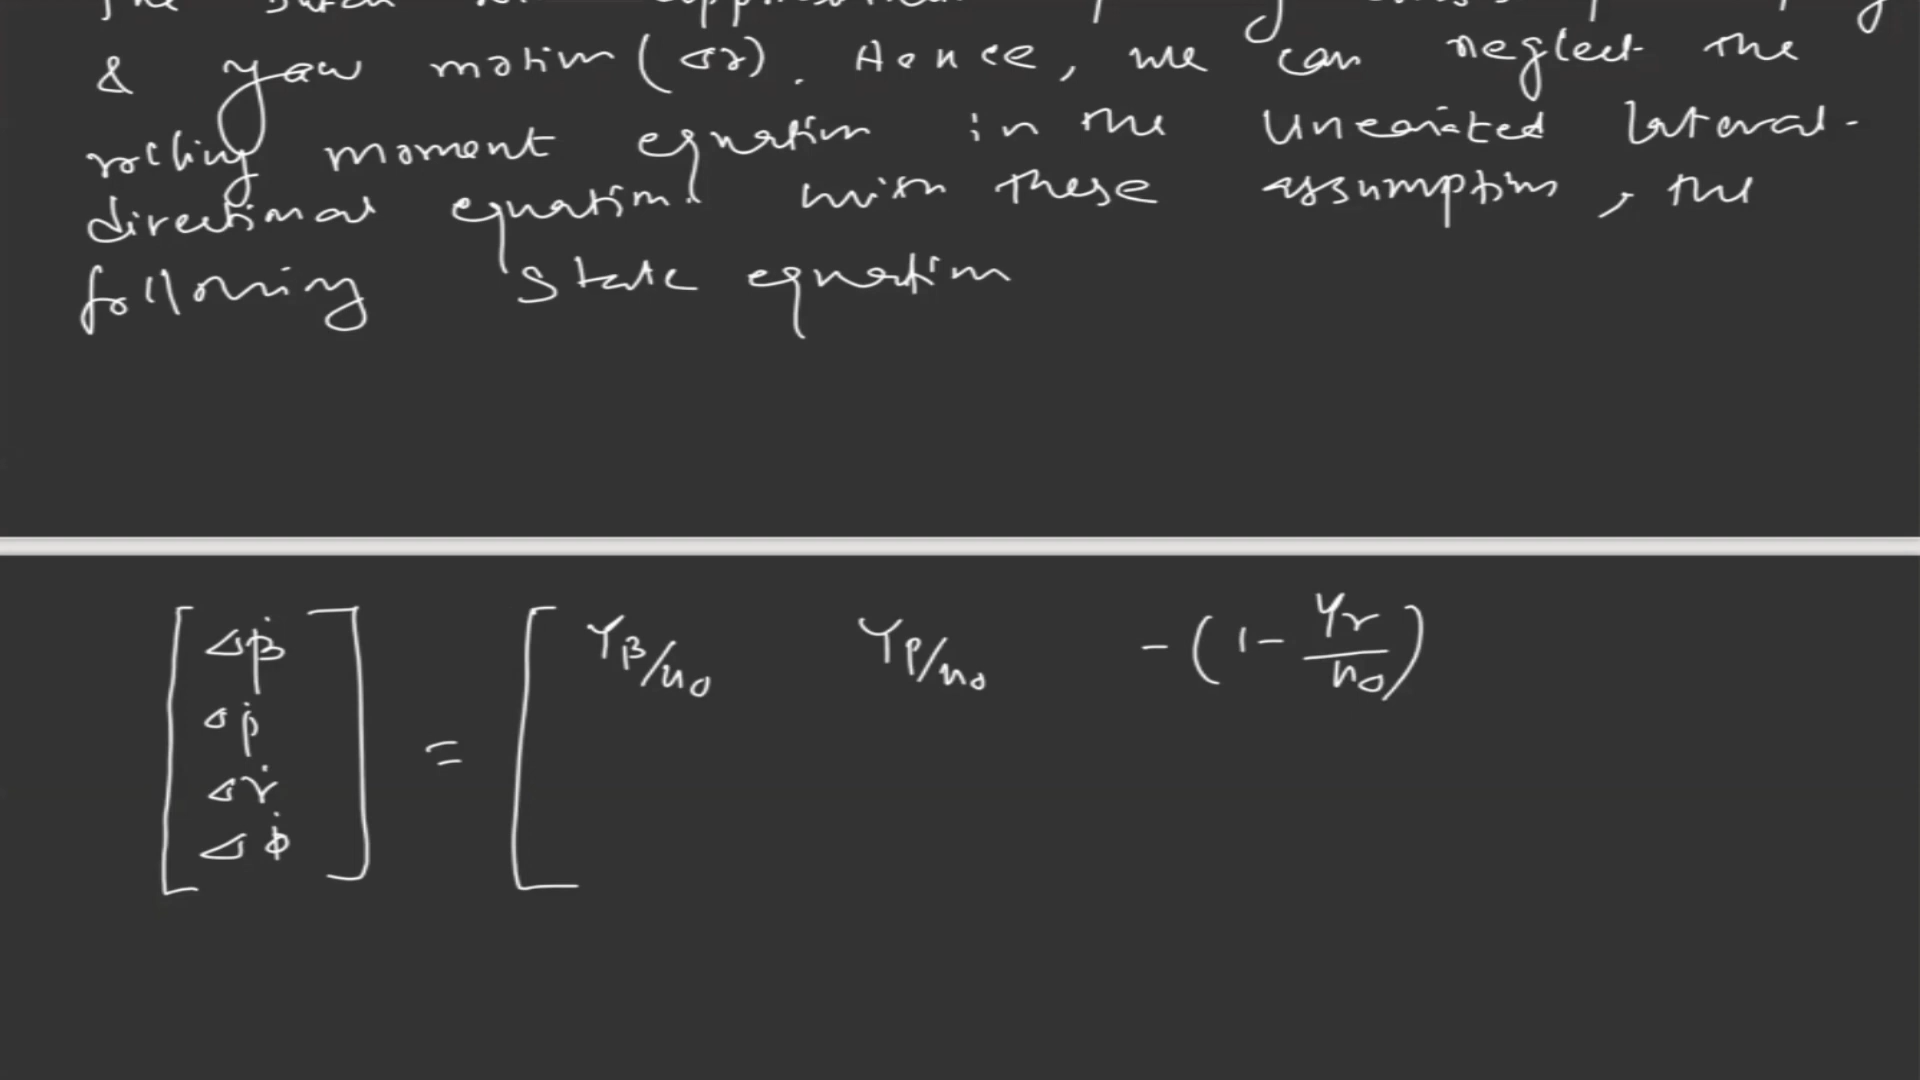 & yaw motion (Δr). Hence, we can neglect the
rolling moment equation in the unexcited lateral-
directional equation. With these assumptions, the
following state equation
[Δβ̇ Δṗ Δṙ Δφ̇] = [Yβ/u₀ Yp/u₀ -(1 - Yr/u₀)